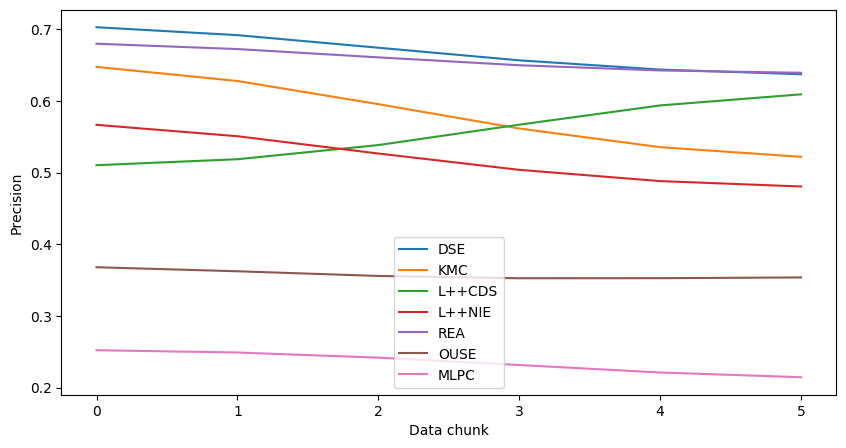 0.7
0.6
0.5
0.4
0.3
0.2
Precision
DSE
KMC
L++CDS
L++NIE
REA
OUSE
MLPC
0 1 2 3 4 5
Data chunk